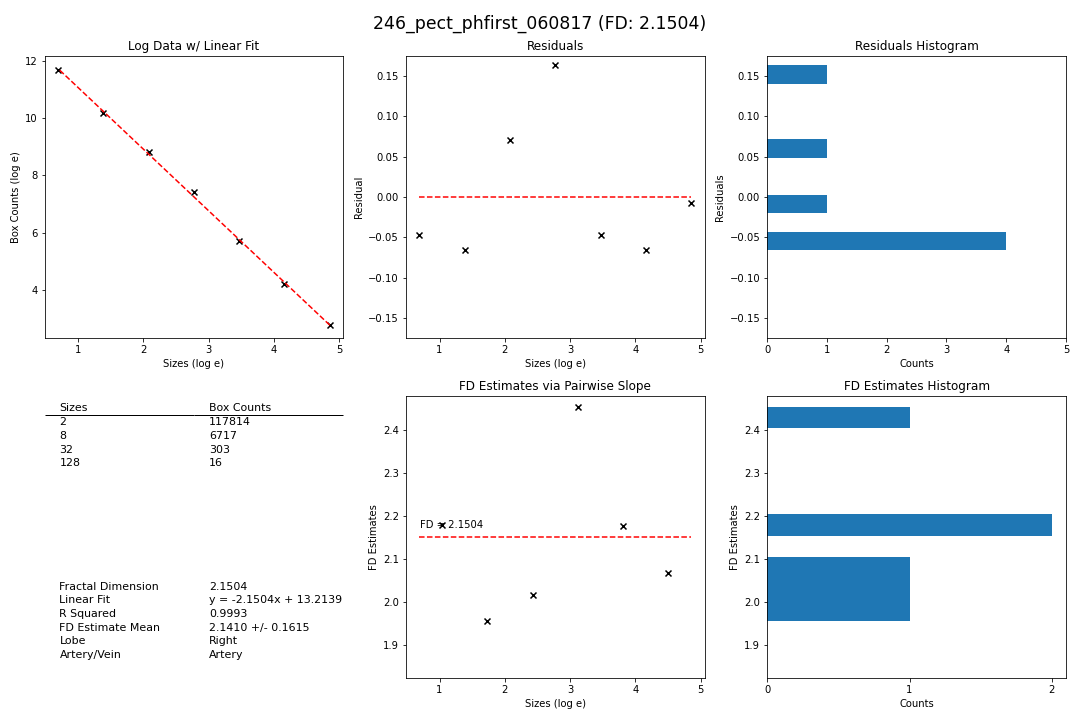 246_pect_phfirst_060817 (FD: 2.1504)
Log Data w/ Linear Fit
12
10
8
6
4
Box Counts (log e)
1 2 3 4 5
Sizes (log e)
Residuals
0.15
0.10
0.05
0.00
−0.05
−0.10
−0.15
Residual
1 2 3 4 5
Sizes (log e)
Residuals Histogram
0.15
0.10
0.05
0.00
−0.05
−0.10
−0.15
Residuals
0 1 2 3 4 5
Counts
Sizes Box Counts
2 117814
8 6717
32 303
128 16
Fractal Dimension 2.1504
Linear Fit y = -2.1504x + 13.2139
R Squared 0.9993
FD Estimate Mean 2.1410 +/- 0.1615
Lobe Right
Artery/Vein Artery
FD Estimates via Pairwise Slope
2.4
2.3
2.2
2.1
2.0
1.9
FD Estimates
FD = 2.1504
1 2 3 4 5
Sizes (log e)
FD Estimates Histogram
2.4
2.3
2.2
2.1
2.0
1.9
FD Estimates
0 1 2
Counts